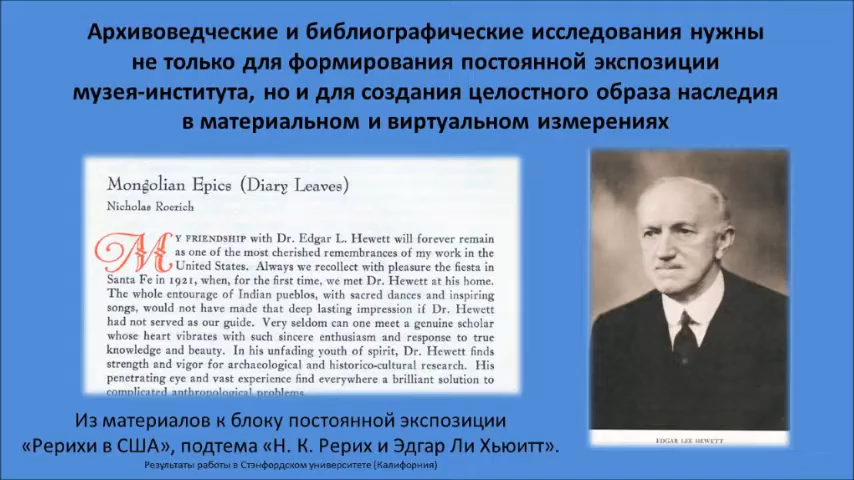 Архивоведческие и библиографические исследования нужны
не только для формирования постоянной экспозиции
музея-института, но и для создания целостного образа наследия
в материальном и виртуальном измерениях
Mongolian Epics (Diary Leaves)
Nicholas Roerich
MY FRIENDSHIP with Dr. Edgar L. Hewett will forever remain
as one of the most cherished remembrances of my work in the
United States. Always we recollect with pleasure the fiesta in
Santa Fe in 1921, when, for the first time, we met Dr. Hewett at his home.
The whole entourage of Indian pueblos, with sacred dances and inspiring
songs, would not have made that deep lasting impression if Dr. Hewett
had not served as our guide. Very seldom can one meet a genuine scholar
whose heart vibrates with such sincere enthusiasm and response to true
knowledge and beauty. In his unfading youth of spirit, Dr. Hewett finds
strength and vigor for archaeological and historico-cultural research. His
penetrating eye and vast experience find everywhere a brilliant solution to
complicated anthropological problems.
EDGAR LEE HEWETT
Из материалов к блоку постоянной экспозиции
«Рерихи в США», подтема «Н. К. Рерих и Эдгар Ли Хьюитт».
Результаты работы в Стэнфордском университете (Калифорния)